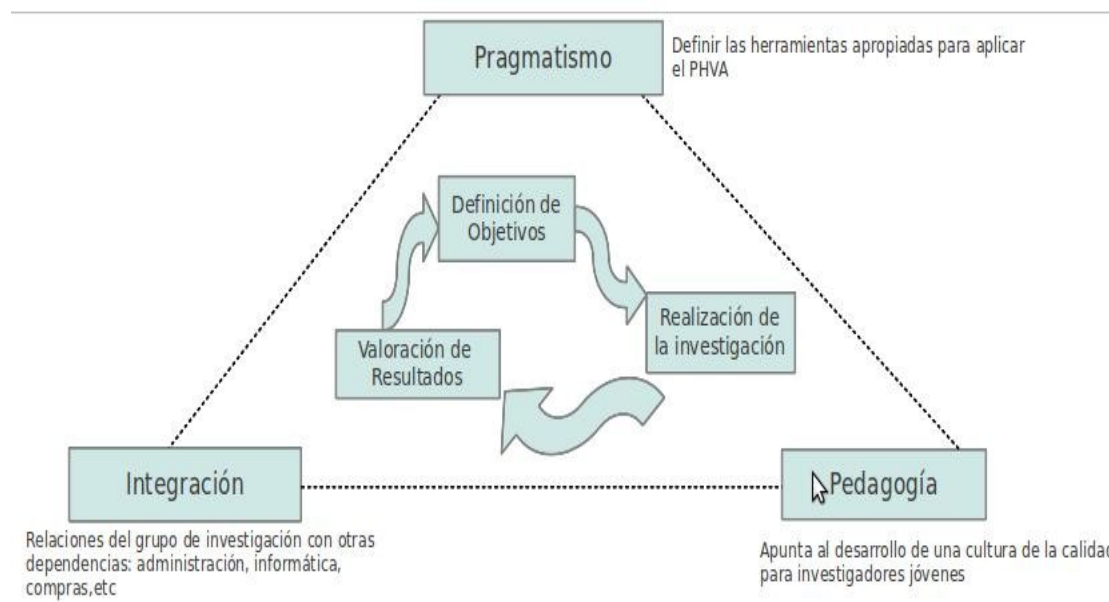 Pragmatismo
Definir las herramientas apropiadas para aplicar
el PHVA
Definición de
Objetivos
Realización de
la investigación
Valoración de
Resultados
Integración
Pedagogía
Relaciones del grupo de investigación con otras
dependencias: administración, informática,
compras,etc
Apunta al desarrollo de una cultura de la calidad
para investigadores jóvenes